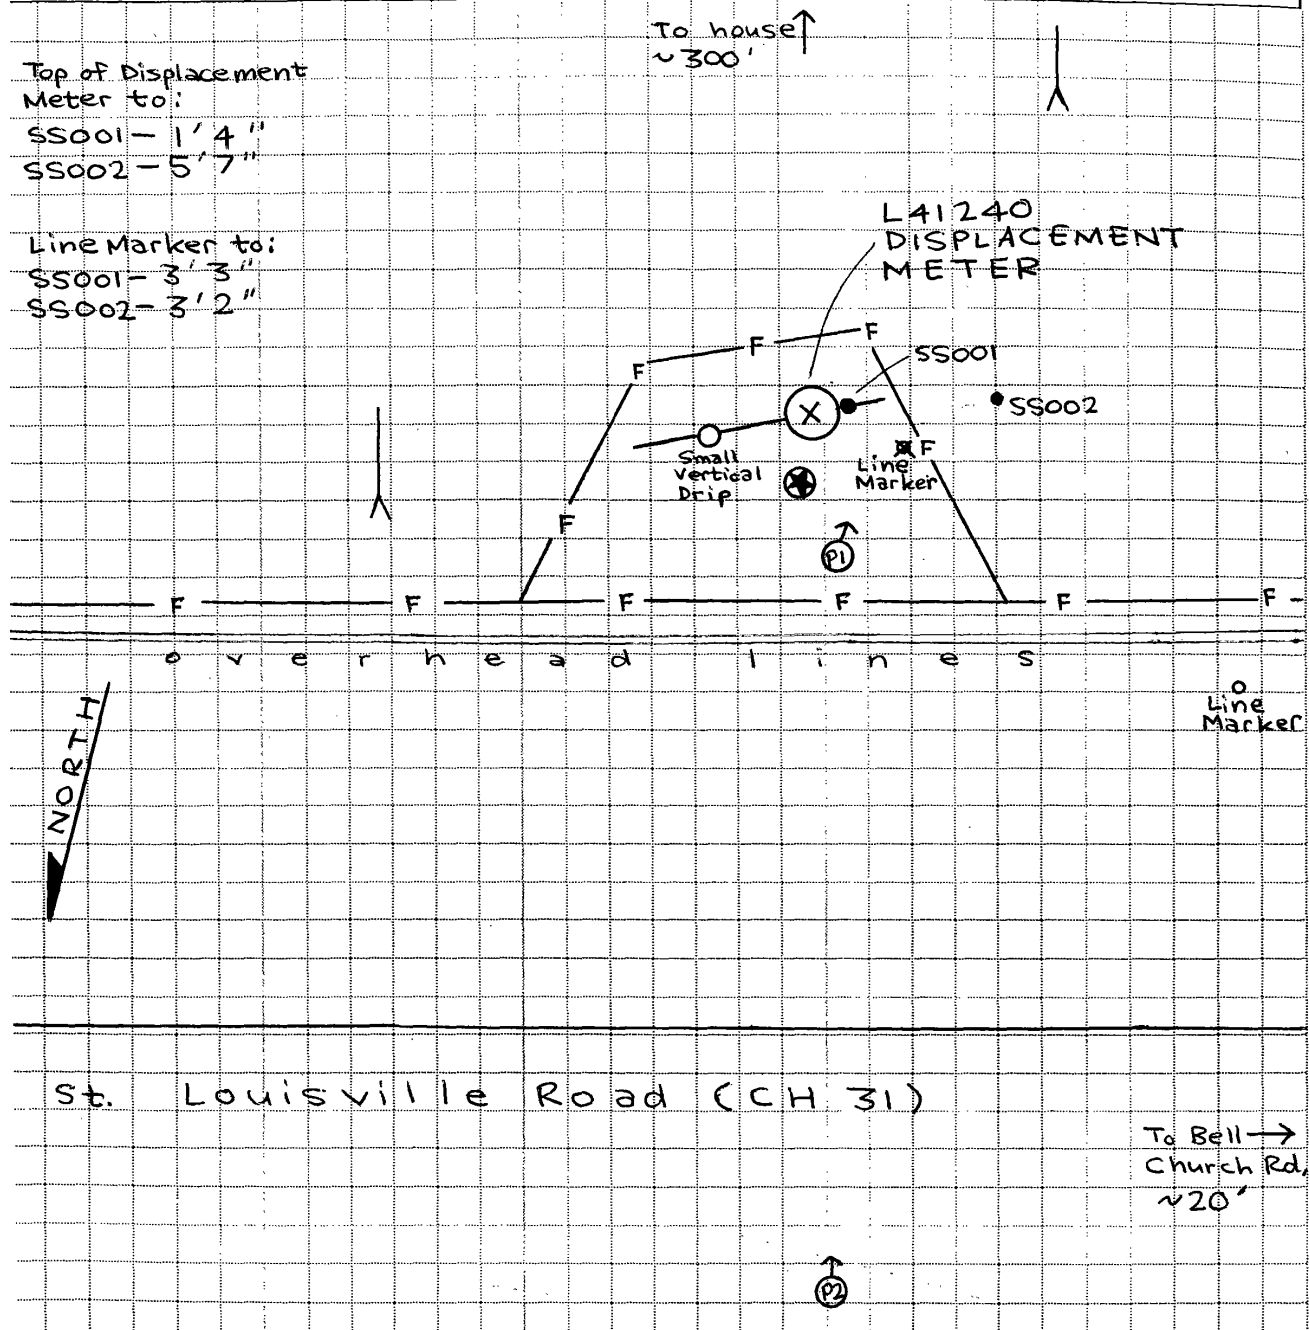 To house
~300'
Top of Displacement
Meter to:
SS001 - 1'4"
SS002 - 5'7"
Line Marker to:
SS001 - 3'3"
SS002 - 3'2"
L41240
DISPLACEMENT
METER
F
F
F
SS001
X
SS002
F
Small
Vertical
Drip
Line
Marker
F
P1
F
F
F
F
F
F
overhead lines
Line
Marker
NORTH
St. Louisville Road (CH 31)
To Bell
Church Rd.
~20'
P2